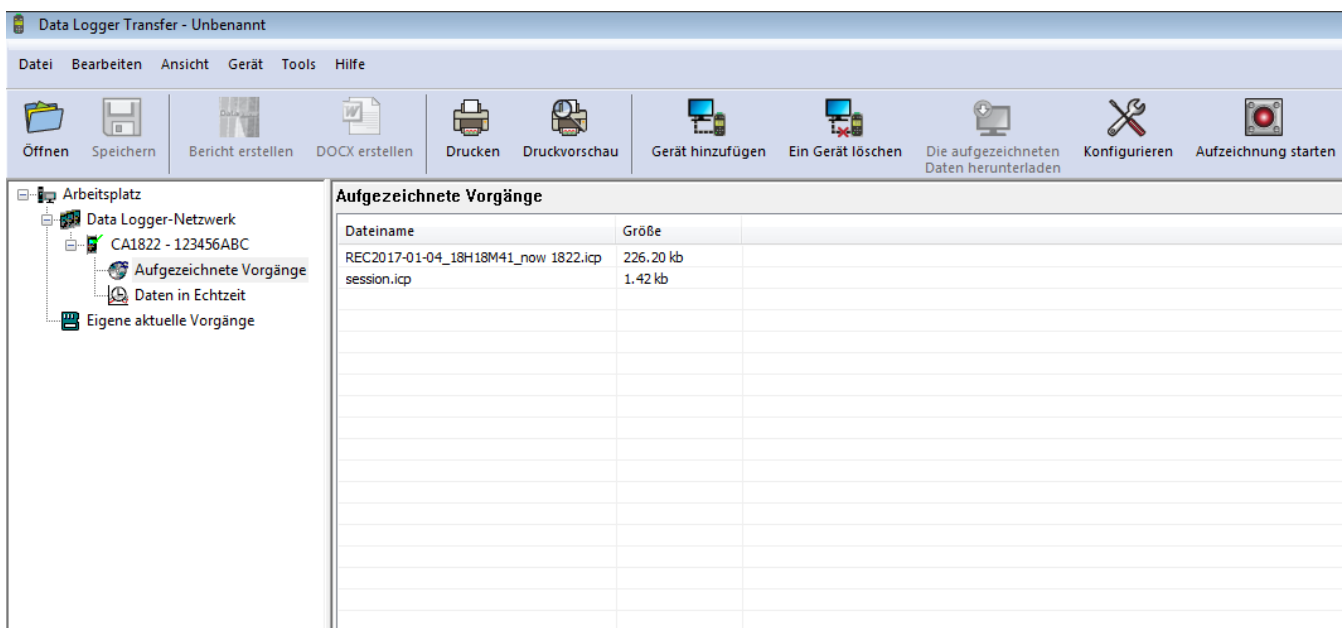 Data Logger Transfer - Unbenannt
Datei Bearbeiten Ansicht Gerät Tools Hilfe
Öffnen Speichern Bericht erstellen DOCX erstellen Drucken Druckvorschau Gerät hinzufügen Ein Gerät löschen Die aufgezeichneten Daten herunterladen Konfigurieren Aufzeichnung starten
Arbeitsplatz
Data Logger-Netzwerk
CA1822 - 123456ABC
Aufgezeichnete Vorgänge
Daten in Echtzeit
Eigene aktuelle Vorgänge
Aufgezeichnete Vorgänge
Dateiname Größe
REC2017-01-04_18H18M41_now 1822.icp 226.20 kb
session.icp 1.42 kb